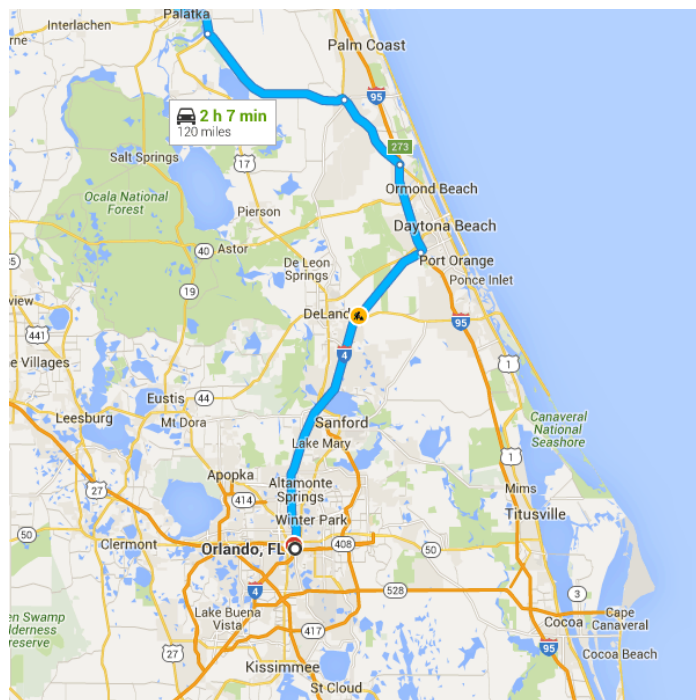 Palatka
Interlachen
Palm Coast
rne
95
2 h 7 min
120 miles
273
Salt Springs
17
Ormond Beach
Ocala National
Forest
Pierson
Daytona Beach
40
Astor
Port Orange
De Leon
Springs
Ponce Inlet
19
view
DeLand
95
441
4
1
e Villages
Eustis
44
Leesburg
Mt Dora
Sanford
Canaveral
National
Seashore
Lake Mary
1
Apopka
Altamonte
Springs
27
414
Mims
Titusville
Winter Park
50
Clermont
Orlando, FL
408
50
4
528
3
Lake Buena
Vista
Cape
Canaveral
en Swamp
lderness
reserve
417
Cocoa
95
27
Cocoa Beach
Kissimmee
St Cloud